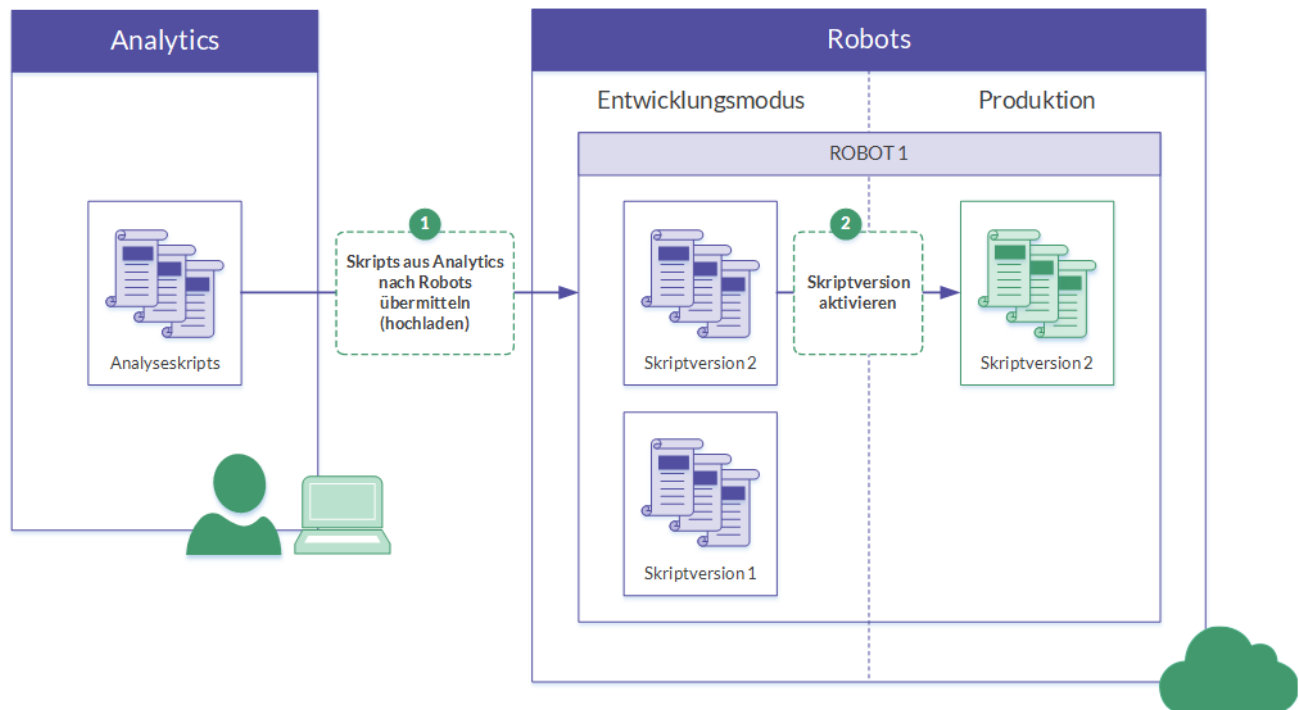 Analytics
Robots
Entwicklungsmodus
Produktion
ROBOT 1
1
Skripts aus Analytics
nach Robots
übermitteln
(hochladen)
2
Skriptversion
aktivieren
Analyseskripts
Skriptversion 2
Skriptversion 2
Skriptversion 1